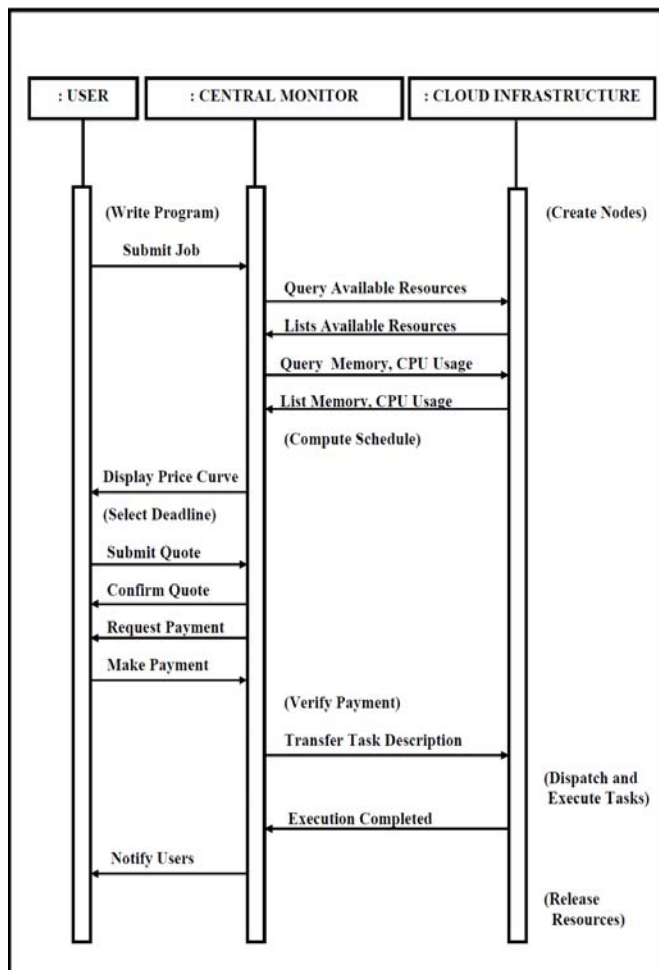 : USER
: CENTRAL MONITOR
: CLOUD INFRASTRUCTURE
(Write Program)
(Create Nodes)
Submit Job
Query Available Resources
Lists Available Resources
Query Memory, CPU Usage
List Memory, CPU Usage
(Compute Schedule)
Display Price Curve
(Select Deadline)
Submit Quote
Confirm Quote
Request Payment
Make Payment
(Verify Payment)
Transfer Task Description
(Dispatch and
Execute Tasks)
Execution Completed
Notify Users
(Release
Resources)